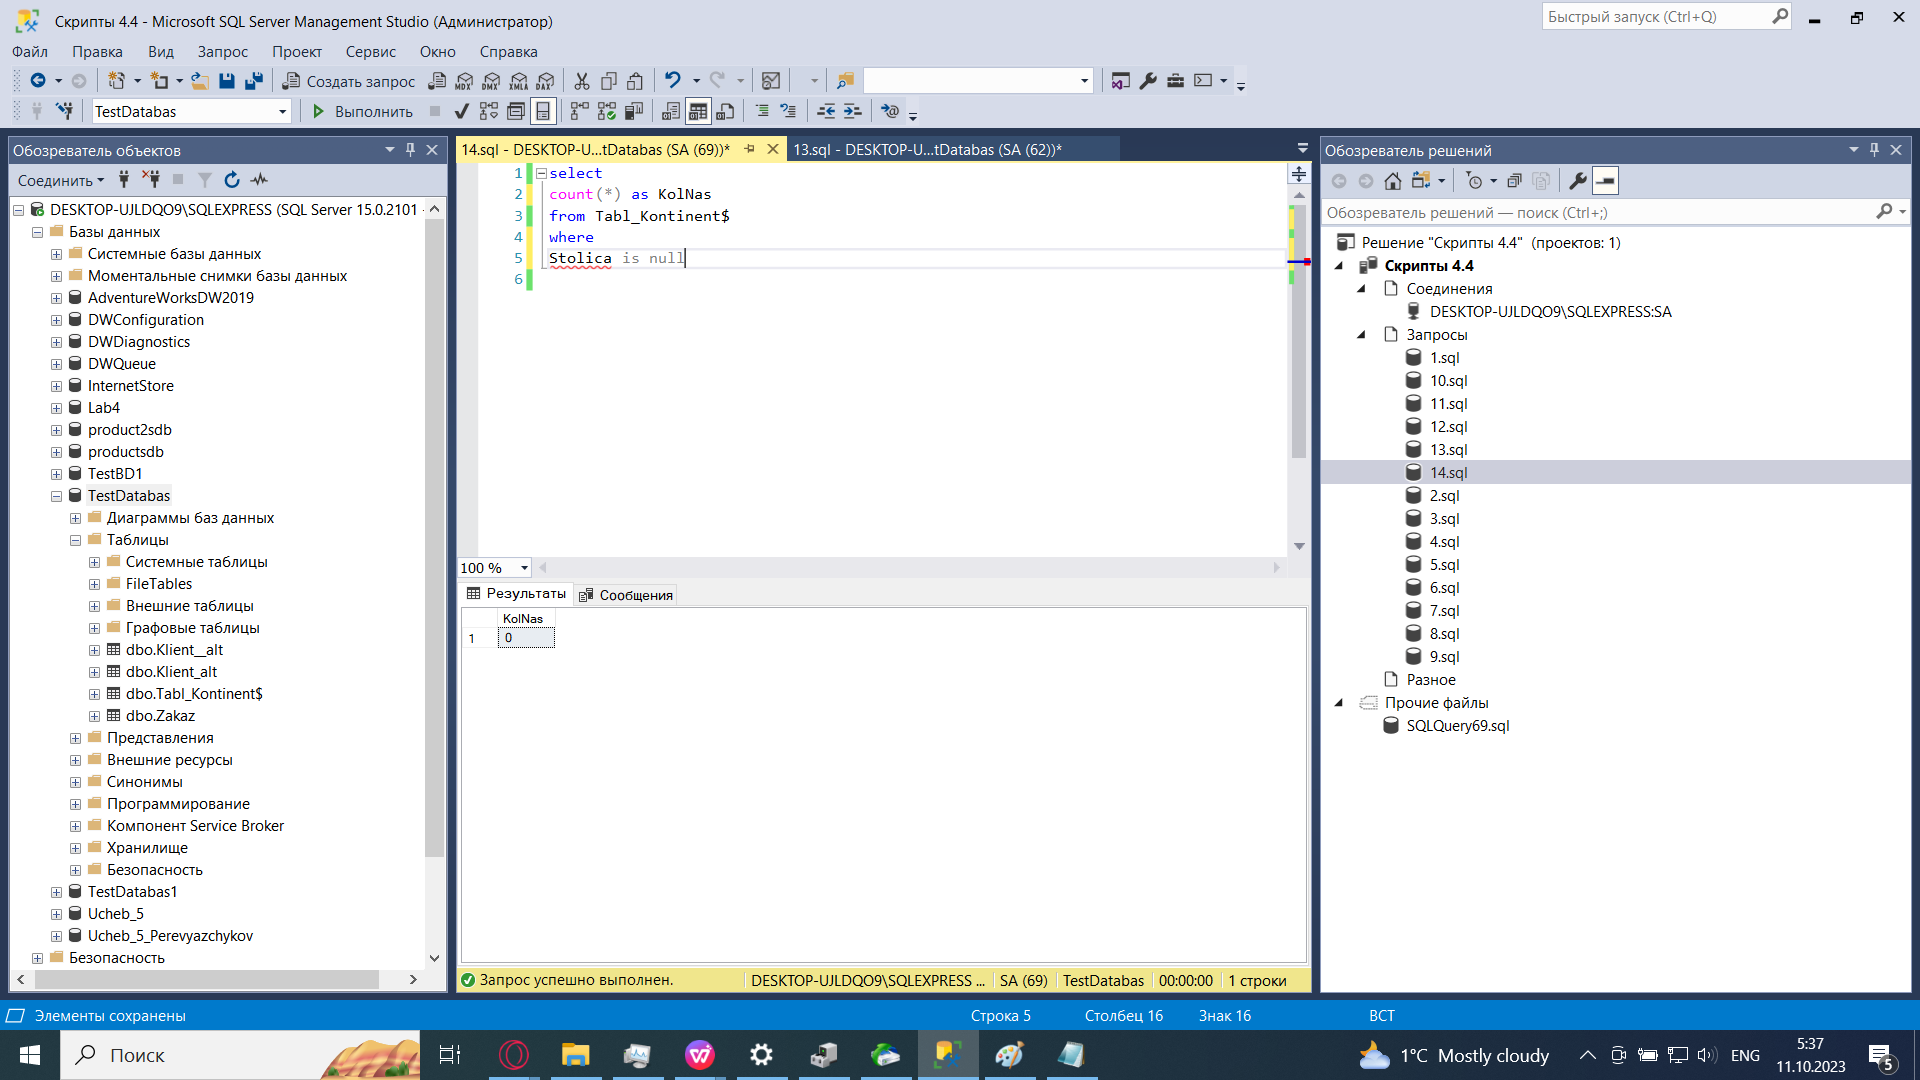 Скрипты 4.4 - Microsoft SQL Server Management Studio (Администратор)
Быстрый запуск (Ctrl+Q)
Файл Правка Вид Запрос Проект Сервис Окно Справка
Создать запрос
MDX DMX XMLA DAX
TestDatabas
Выполнить
Обозреватель объектов
Соединить
DESKTOP-UJLDQO9\SQLEXPRESS (SQL Server 15.0.2101 -
Базы данных
Системные базы данных
Моментальные снимки базы данных
AdventureWorksDW2019
DWConfiguration
DWDiagnostics
DWQueue
InternetStore
Lab4
product2sdb
productsdb
TestBD1
TestDatabas
Диаграммы баз данных
Таблицы
Системные таблицы
FileTables
Внешние таблицы
Графовые таблицы
dbo.Klient__alt
dbo.Klient_alt
dbo.Tabl_Kontinent$
dbo.Zakaz
Представления
Внешние ресурсы
Синонимы
Программирование
Компонент Service Broker
Хранилище
Безопасность
TestDatabas1
Ucheb_5
Ucheb_5_Perevyazchykov
Безопасность
14.sql - DESKTOP-U...tDatabas (SA (69))*
13.sql - DESKTOP-U...tDatabas (SA (62))*
1 select
2 count(*) as KolNas
3 from Tabl_Kontinent$
4 where
5 Stolica is null
6
100 %
Результаты Сообщения
KolNas
1 0
Запрос успешно выполнен.
DESKTOP-UJLDQO9\SQLEXPRESS ... SA (69) TestDatabas 00:00:00 1 строки
Обозреватель решений
Обозреватель решений — поиск (Ctrl+;)
Решение "Скрипты 4.4" (проектов: 1)
Скрипты 4.4
Соединения
DESKTOP-UJLDQO9\SQLEXPRESS:SA
Запросы
1.sql
10.sql
11.sql
12.sql
13.sql
14.sql
2.sql
3.sql
4.sql
5.sql
6.sql
7.sql
8.sql
9.sql
Разное
Прочие файлы
SQLQuery69.sql
Элементы сохранены
Строка 5 Столбец 16 Знак 16 ВСТ
Поиск
1°C Mostly cloudy
ENG
5:37
11.10.2023
5